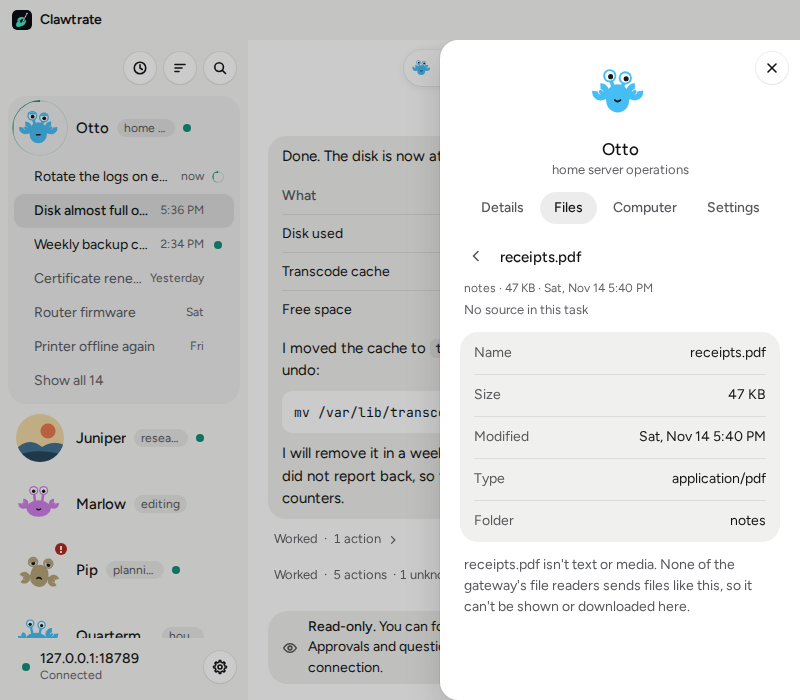 Clawtrate
Otto home ...
Rotate the logs on e... now
Disk almost full o... 5:36 PM
Weekly backup c... 2:34 PM
Certificate rene... Yesterday
Router firmware Sat
Printer offline again Fri
Show all 14
Juniper resea...
Marlow editing
Pip planni...
Quarterm hou
127.0.0.1:18789
Connected
Done. The disk is now at
What
Disk used
Transcode cache
Free space
I moved the cache to
undo:
mv /var/lib/transco
I will remove it in a week
did not report back, so
counters.
Worked · 1 action
Worked · 5 actions · 1 unkno
Read-only. You can fo
Approvals and questio
connection.
Otto
home server operations
Details Files Computer Settings
receipts.pdf
notes · 47 KB · Sat, Nov 14 5:40 PM
No source in this task
Name receipts.pdf
Size 47 KB
Modified Sat, Nov 14 5:40 PM
Type application/pdf
Folder notes
receipts.pdf isn't text or media. None of the
gateway's file readers sends files like this, so it
can't be shown or downloaded here.